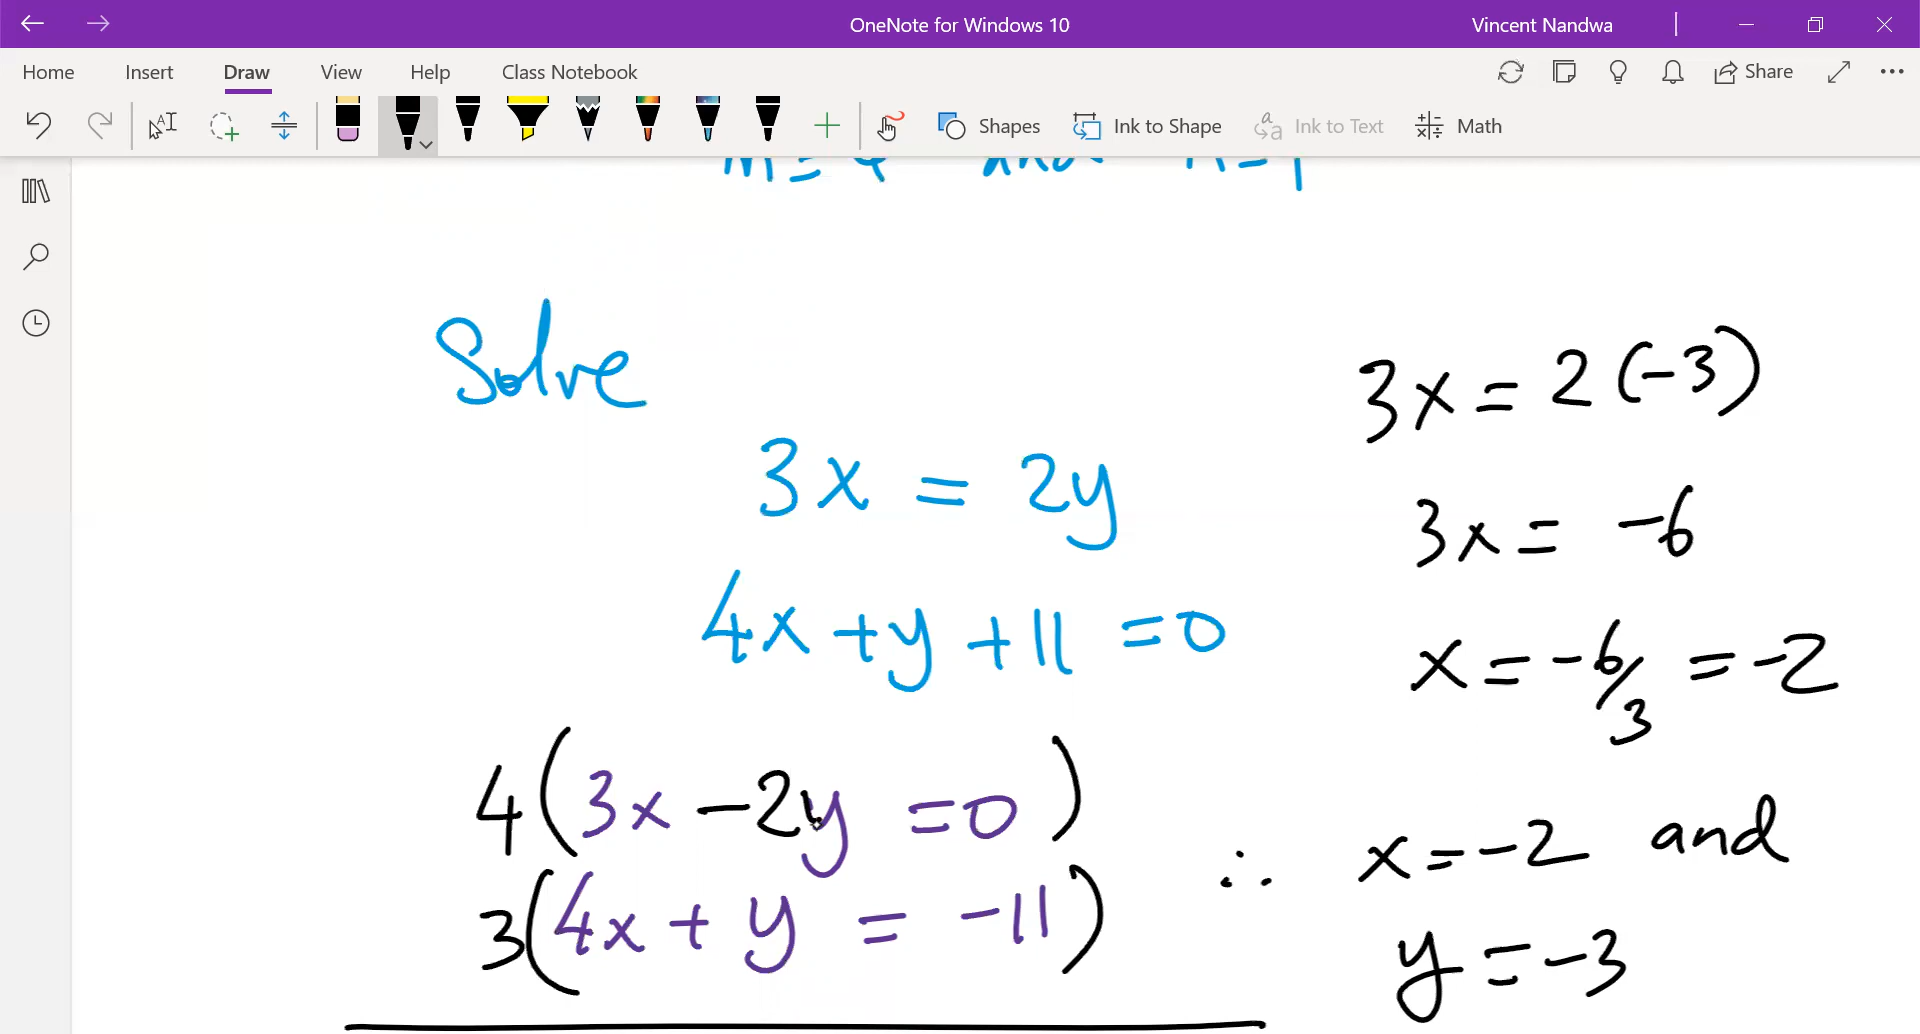 OneNote for Windows 10
Vincent Nandwa
Home Insert Draw View Help Class Notebook Share
Shapes Ink to Shape Ink to Text Math
and
Solve
3x = 2y
4x + y + 11 = 0
4(3x - 2y = 0)
3(4x + y = -11)
3x = 2(-3)
3x = -6
x = -6/3 = -2
∴ x = -2 and
y = -3